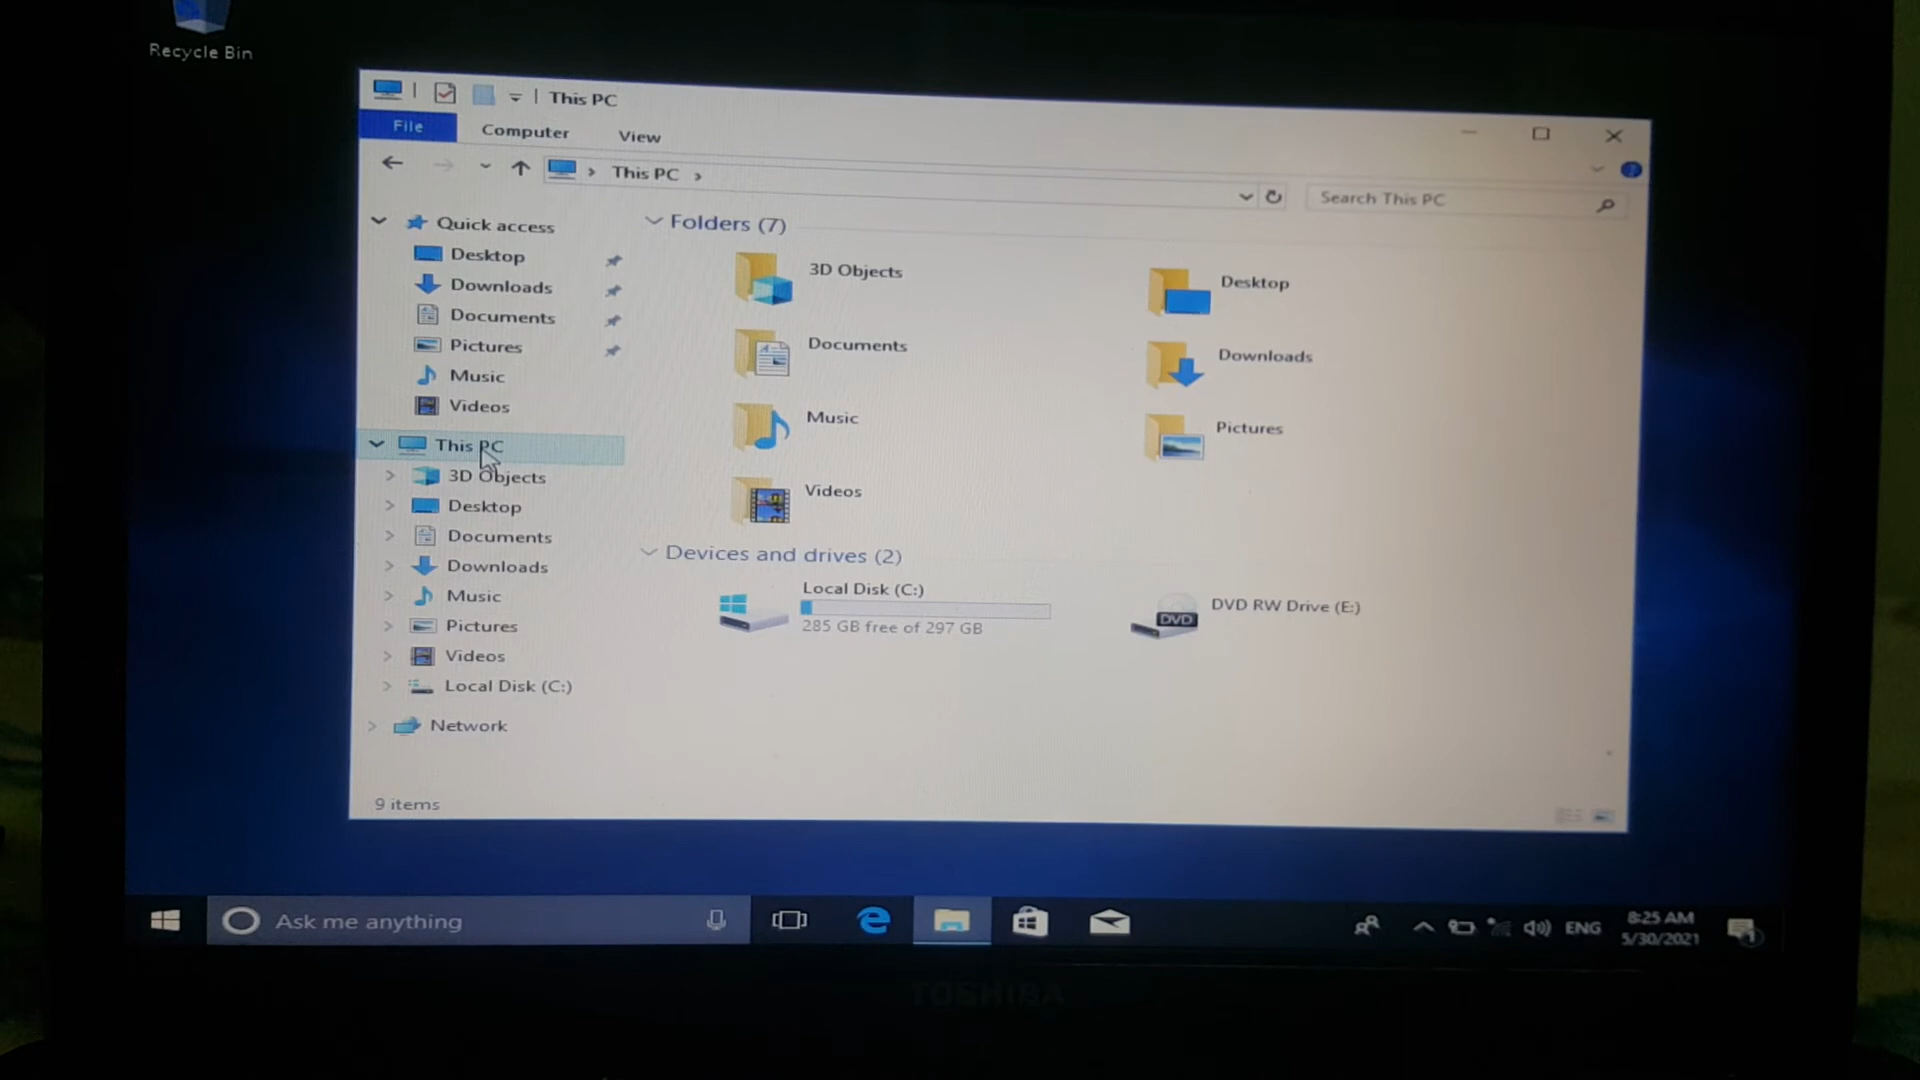 Recycle Bin
This PC
File
Computer
View
This PC
Search This PC
Quick access
Desktop
Downloads
Documents
Pictures
Music
Videos
This PC
3D Objects
Desktop
Documents
Downloads
Music
Pictures
Videos
Local Disk (C:)
Network
Folders (7)
3D Objects
Desktop
Documents
Downloads
Music
Pictures
Videos
Devices and drives (2)
Local Disk (C:)
285 GB free of 297 GB
DVD RW Drive (E:)
DVD
9 items
Ask me anything
ENG
8:25 AM
5/30/2021
1
TOSHIBA